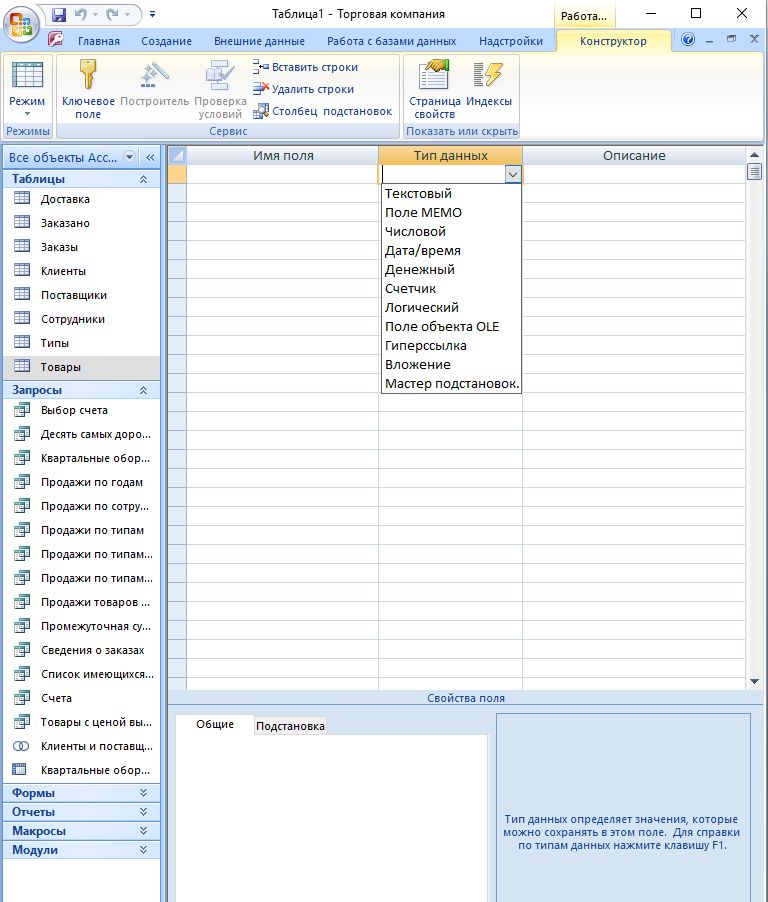 Таблица1 - Торговая компания
Работа...
Главная
Создание
Внешние данные
Работа с базами данных
Надстройки
Конструктор
Режим
Ключевое поле
Построитель
Проверка условий
Вставить строки
Удалить строки
Столбец подстановок
Страница свойств
Индексы
Режимы
Сервис
Показать или скрыть
Все объекты Acc...
Таблицы
Доставка
Заказано
Заказы
Клиенты
Поставщики
Сотрудники
Типы
Товары
Запросы
Выбор счета
Десять самых доро...
Квартальные обор...
Продажи по годам
Продажи по сотру...
Продажи по типам
Продажи по типам...
Продажи по типам...
Продажи товаров ...
Промежуточная су...
Сведения о заказах
Список имеющихся...
Счета
Товары с ценой вы...
Клиенты и поставщ...
Квартальные обор...
Формы
Отчеты
Макросы
Модули
Имя поля
Тип данных
Описание
Текстовый
Поле МЕМО
Числовой
Дата/время
Денежный
Счетчик
Логический
Поле объекта OLE
Гиперссылка
Вложение
Мастер подстановок.
Свойства поля
Общие
Подстановка
Тип данных определяет значения, которые
можно сохранять в этом поле. Для справки
по типам данных нажмите клавишу F1.